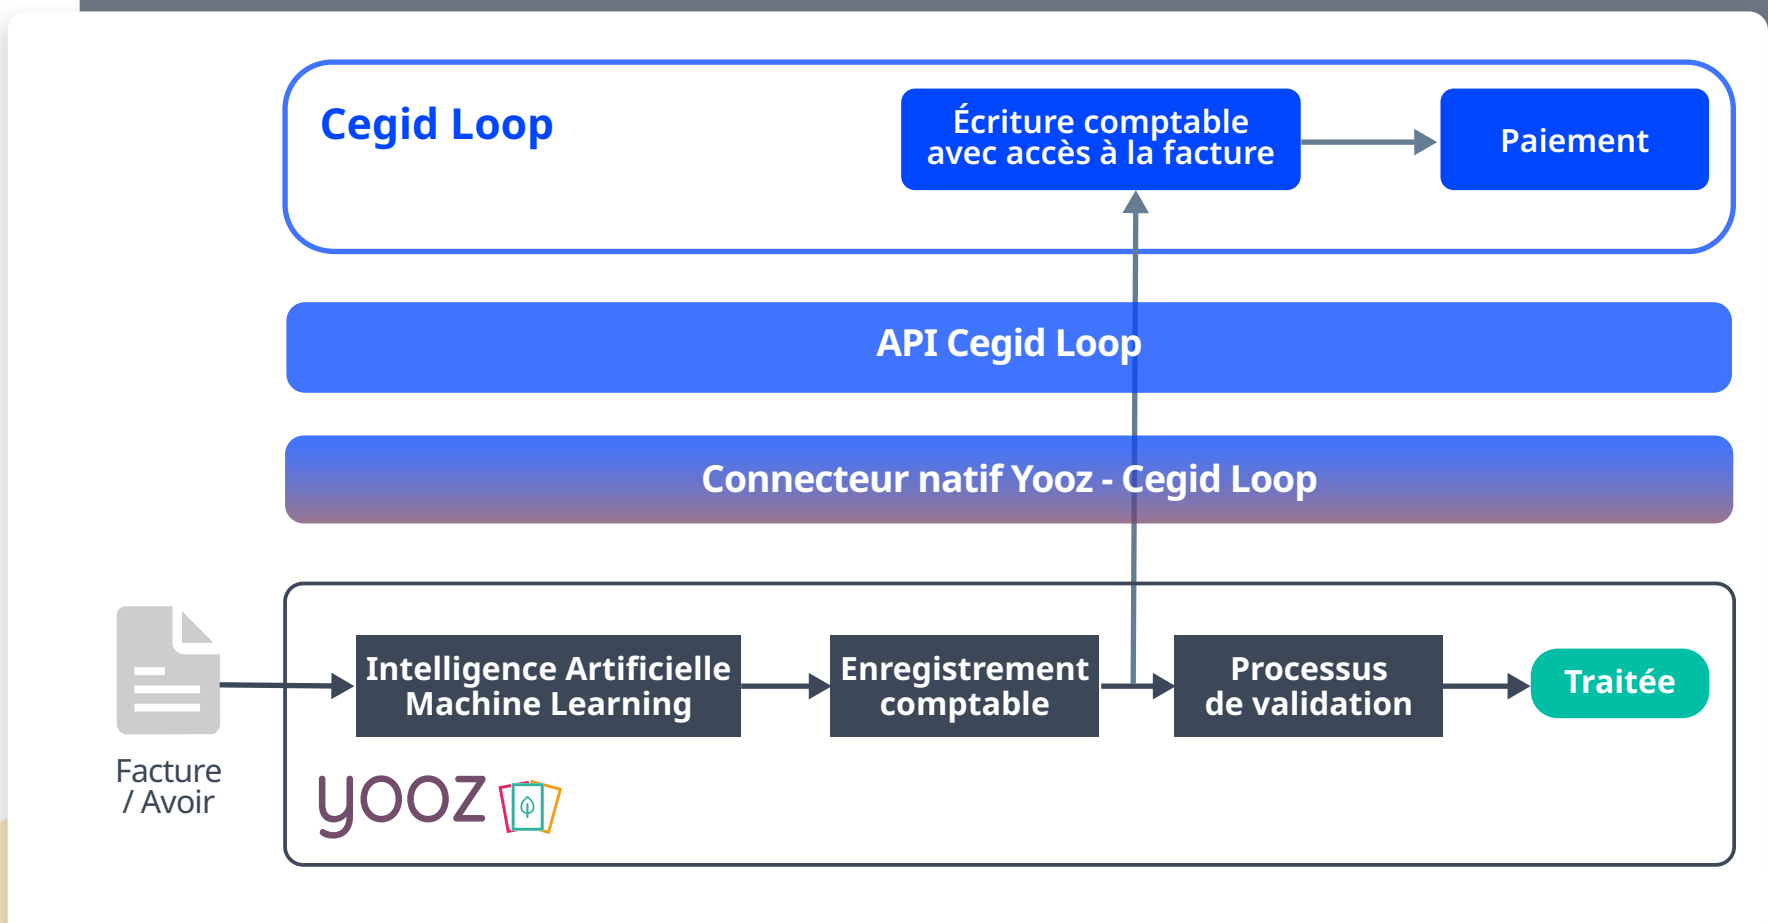 Cegid Loop
Écriture comptable
avec accès à la facture
Paiement
API Cegid Loop
Connecteur natif Yooz - Cegid Loop
Facture
/ Avoir
Intelligence Artificielle
Machine Learning
Enregistrement
comptable
Processus
de validation
Traitée
yooz